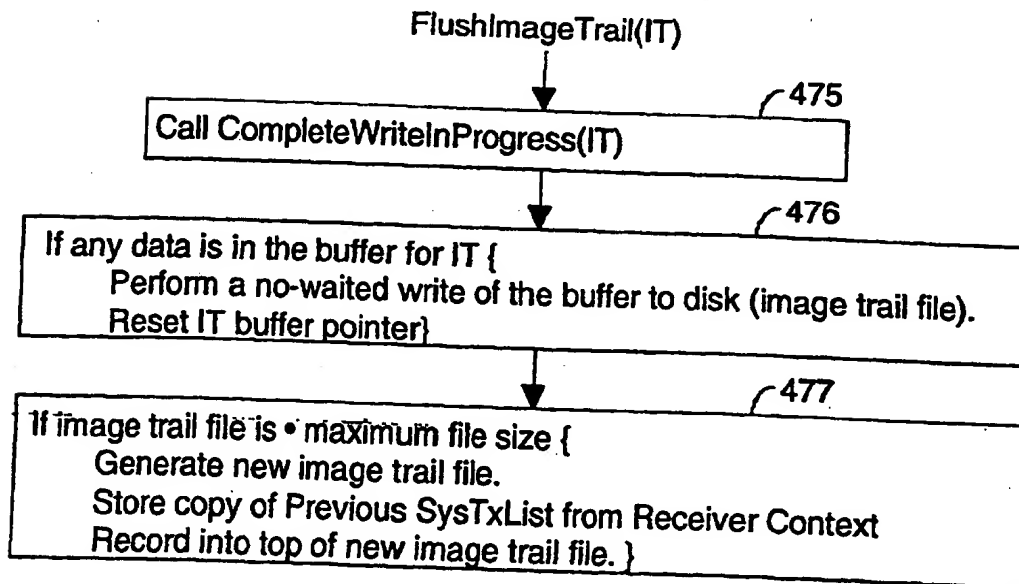 FlushImageTrail(IT)
475
Call CompleteWriteInProgress(IT)
476
If any data is in the buffer for IT {
Perform a no-waited write of the buffer to disk (image trail file).
Reset IT buffer pointer}
477
If image trail file is • maximum file size {
Generate new image trail file.
Store copy of Previous SysTxList from Receiver Context
Record into top of new image trail file. }